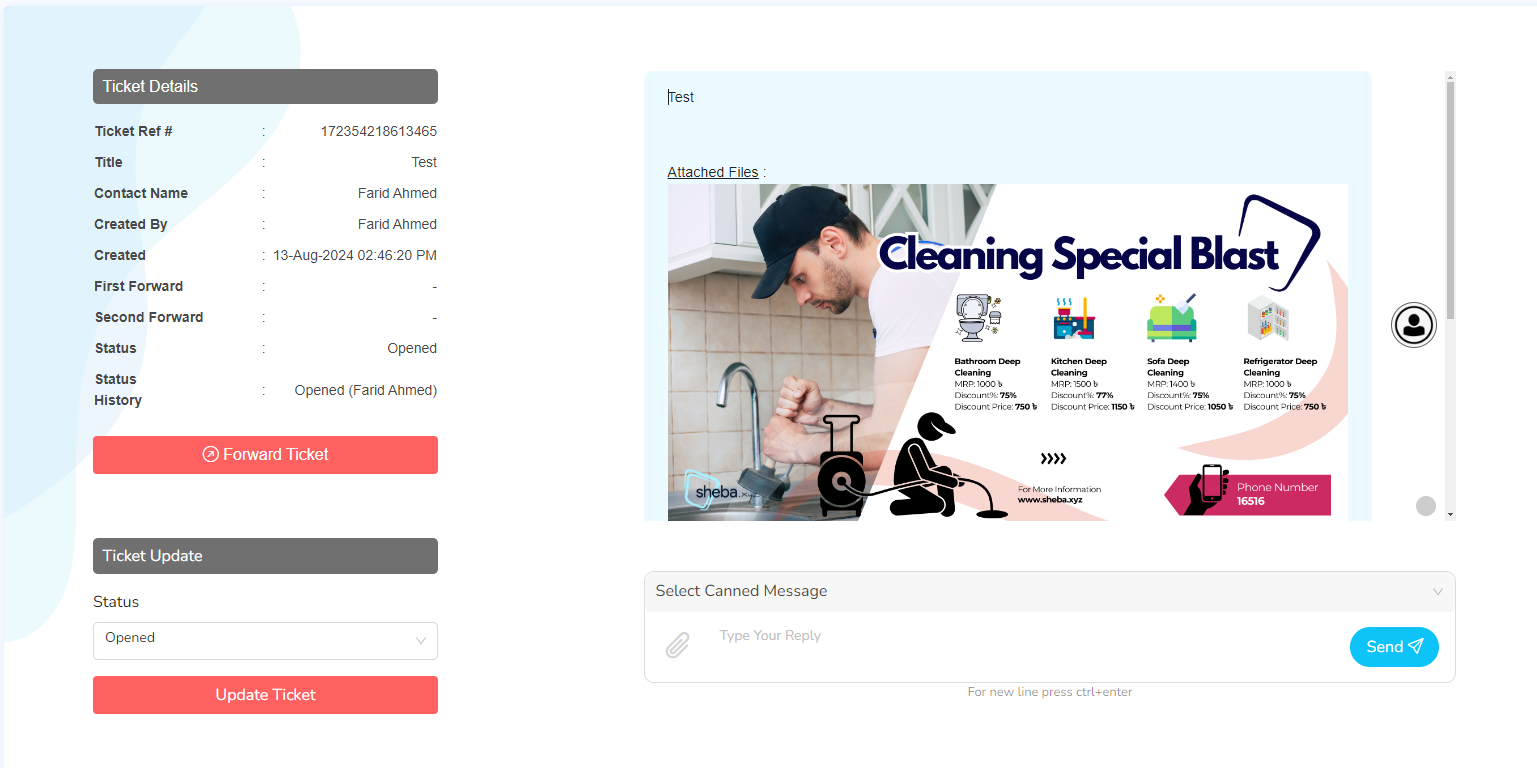 Ticket Details
Ticket Ref # : 172354218613465
Title : Test
Contact Name : Farid Ahmed
Created By : Farid Ahmed
Created : 13-Aug-2024 02:46:20 PM
First Forward : -
Second Forward : -
Status : Opened
Status
History : Opened (Farid Ahmed)
Forward Ticket
Ticket Update
Status
Opened
Update Ticket
Test
Attached Files :
Cleaning Special Blast
Bathroom Deep
Cleaning
MRP: 1000 ৳
Discount%: 75%
Discount Price: 750 ৳
Kitchen Deep
Cleaning
MRP: 1500 ৳
Discount%: 77%
Discount Price: 1150 ৳
Sofa Deep
Cleaning
MRP: 1400 ৳
Discount%: 75%
Discount Price: 1050 ৳
Refrigerator Deep
Cleaning
MRP: 1000 ৳
Discount%: 75%
Discount Price: 750 ৳
sheba.xyz
For More Information
www.sheba.xyz
Phone Number
16516
Select Canned Message
Type Your Reply
Send
For new line press ctrl+enter